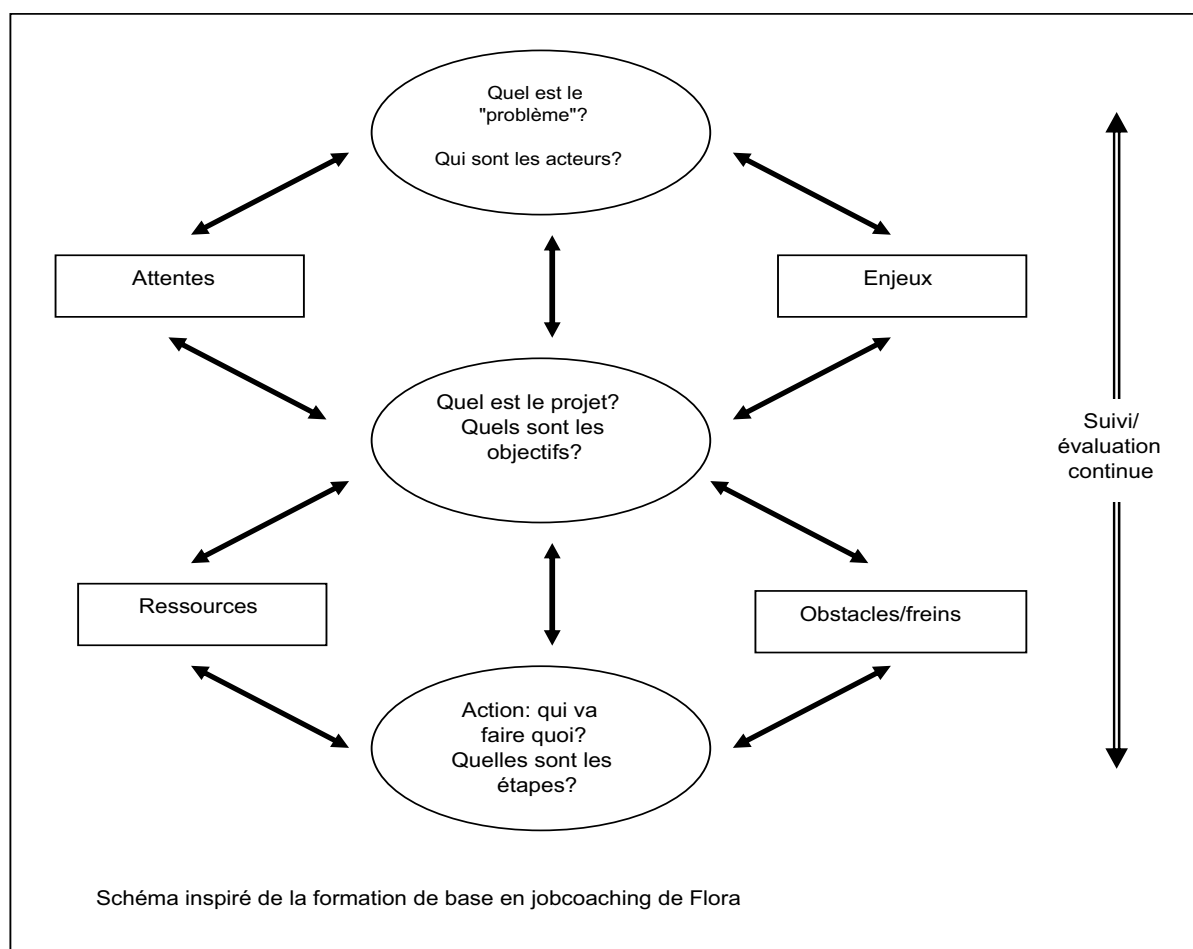 Quel est le
"problème"?
Qui sont les acteurs?
Attentes
Enjeux
Quel est le projet?
Quels sont les
objectifs?
Suivi/
évaluation
continue
Ressources
Obstacles/freins
Action: qui va
faire quoi?
Quelles sont les
étapes?
Schéma inspiré de la formation de base en jobcoaching de Flora